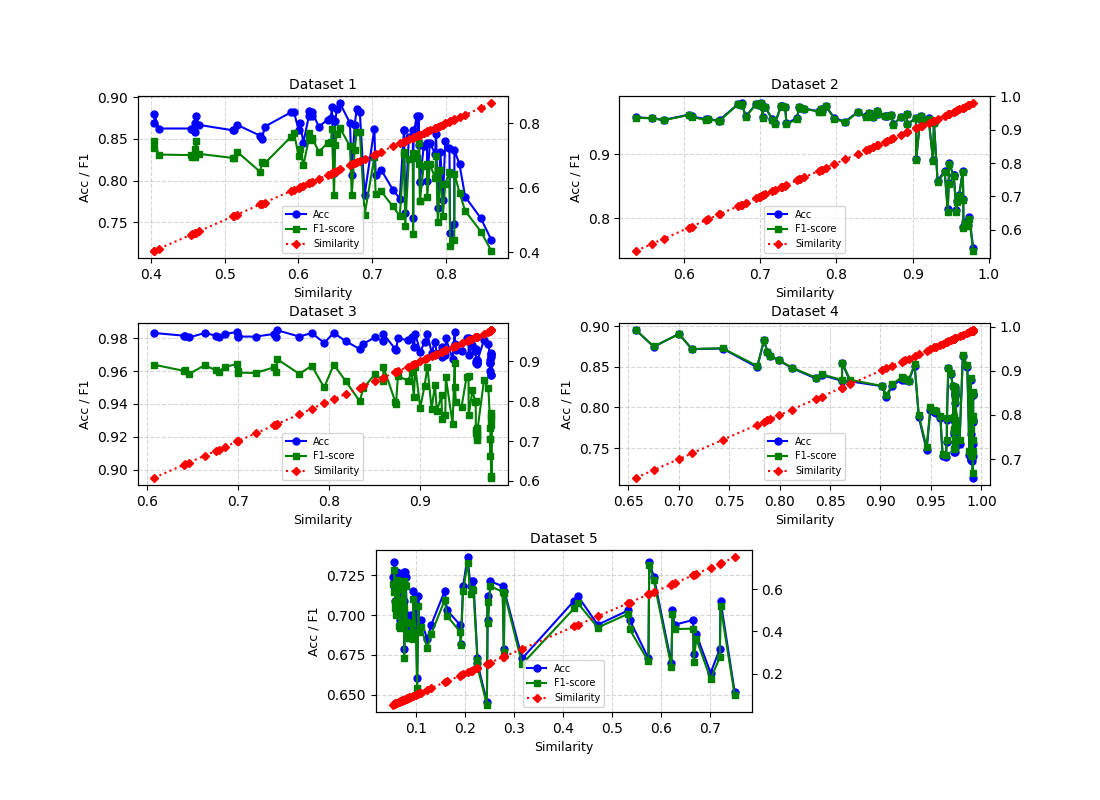 Dataset 1
Acc / F1
0.90
0.85
0.80
0.75
0.8
0.6
0.4
Acc
F1-score
Similarity
0.4 0.5 0.6 0.7 0.8
Similarity
Dataset 2
Acc / F1
0.9
0.8
1.0
0.9
0.8
0.7
0.6
Acc
F1-score
Similarity
0.6 0.7 0.8 0.9 1.0
Similarity
Dataset 3
Acc / F1
0.98
0.96
0.94
0.92
0.90
0.9
0.8
0.7
0.6
Acc
F1-score
Similarity
0.6 0.7 0.8 0.9
Similarity
Dataset 4
Acc / F1
0.90
0.85
0.80
0.75
1.0
0.9
0.8
0.7
Acc
F1-score
Similarity
0.65 0.70 0.75 0.80 0.85 0.90 0.95 1.00
Similarity
Dataset 5
Acc / F1
0.725
0.700
0.675
0.650
0.6
0.4
0.2
Acc
F1-score
Similarity
0.1 0.2 0.3 0.4 0.5 0.6 0.7
Similarity